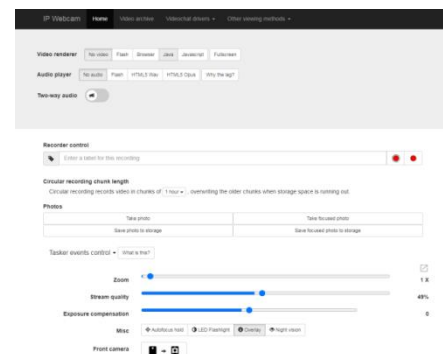 IP Webcam Home Video archive Videochat drivers Other viewing methods
Video renderer No video Flash Browser Java Javascript Fullscreen
Audio player No audio Flash HTML5 Wav HTML5 Opus Why the lag?
Two-way audio
Recorder control
Enter a label for this recording
Circular recording chunk length
Circular recording records video in chunks of 1 hour , overwriting the older chunks when storage space is running out.
Photos
Take photo Take focused photo
Save photo to storage Save focused photo to storage
Tasker events control What is this?
Zoom 1 X
Stream quality 49%
Exposure compensation 0
Misc Autofocus hold LED Flashlight Overlay Night vision
Front camera